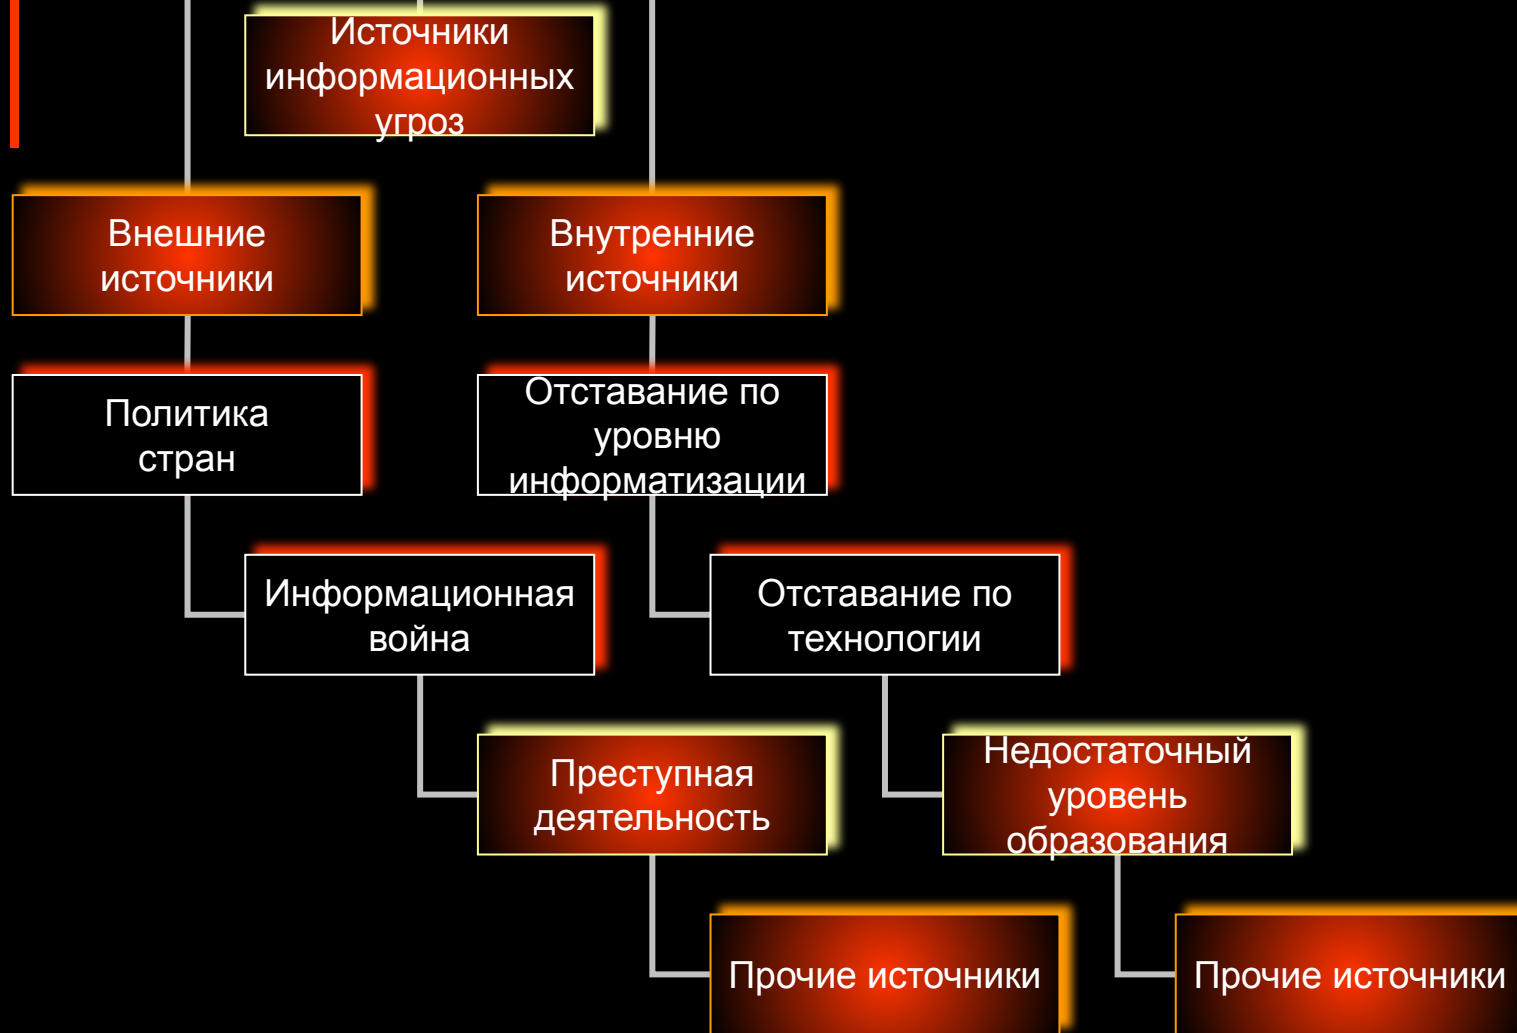 Источники
информационных
угроз
Внешние
источники
Внутренние
источники
Политика
стран
Отставание по
уровню
информатизации
Информационная
война
Отставание по
технологии
Преступная
деятельность
Недостаточный
уровень
образования
Прочие источники
Прочие источники